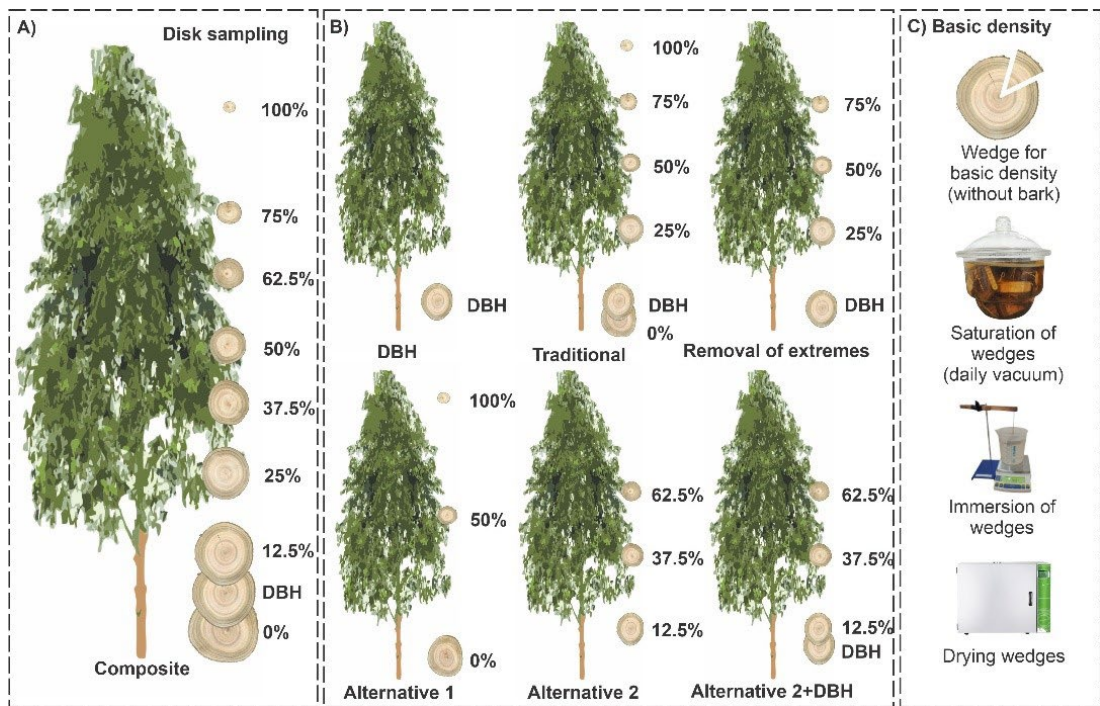 A)
Disk sampling
100%
75%
62.5%
50%
37.5%
25%
12.5%
DBH
0%
Composite
B)
DBH
DBH
100%
75%
50%
25%
DBH
0%
Traditional
75%
50%
25%
DBH
Removal of extremes
100%
50%
0%
Alternative 1
62.5%
37.5%
12.5%
Alternative 2
62.5%
37.5%
12.5%
DBH
Alternative 2+DBH
C) Basic density
Wedge for
basic density
(without bark)
Saturation of
wedges
(daily vacuum)
Immersion of
wedges
Drying wedges